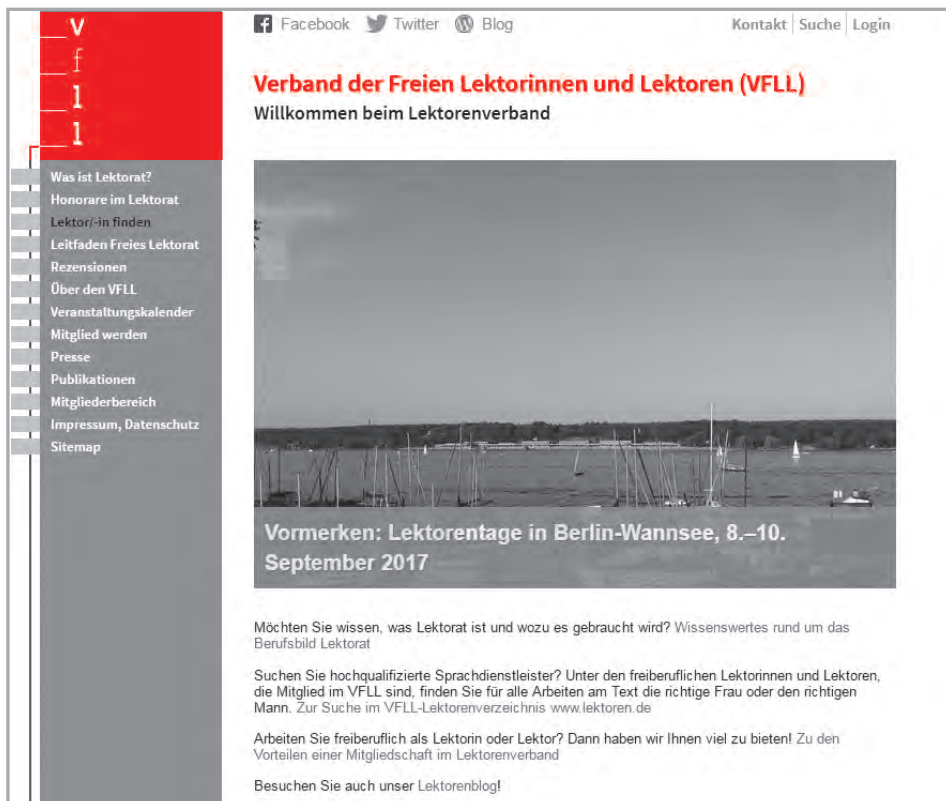 v
f
l
l
Facebook Twitter Blog
Kontakt Suche Login
Verband der Freien Lektorinnen und Lektoren (VFLL)
Willkommen beim Lektorenverband
Was ist Lektorat?
Honorare im Lektorat
Lektor/-in finden
Leitfaden Freies Lektorat
Rezensionen
Über den VFLL
Veranstaltungskalender
Mitglied werden
Presse
Publikationen
Mitgliederbereich
Impressum, Datenschutz
Sitemap
Vormerken: Lektorentage in Berlin-Wannsee, 8.–10.
September 2017
Möchten Sie wissen, was Lektorat ist und wozu es gebraucht wird? Wissenswertes rund um das
Berufsbild Lektorat
Suchen Sie hochqualifizierte Sprachdienstleister? Unter den freiberuflichen Lektorinnen und Lektoren,
die Mitglied im VFLL sind, finden Sie für alle Arbeiten am Text die richtige Frau oder den richtigen
Mann. Zur Suche im VFLL-Lektorenverzeichnis www.lektoren.de
Arbeiten Sie freiberuflich als Lektorin oder Lektor? Dann haben wir Ihnen viel zu bieten! Zu den
Vorteilen einer Mitgliedschaft im Lektorenverband
Besuchen Sie auch unser Lektorenblog!